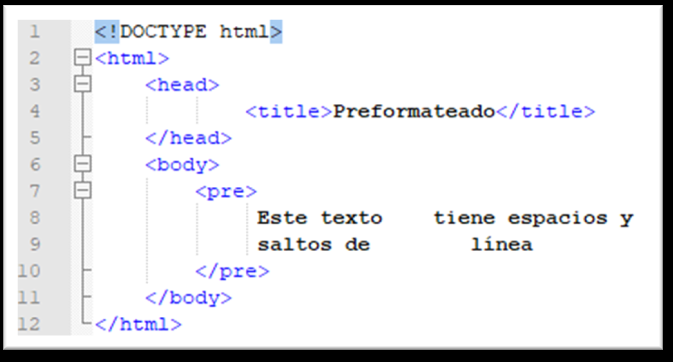 1 <!DOCTYPE html>
2 <html>
3 <head>
4 <title>Preformateado</title>
5 </head>
6 <body>
7 <pre>
8 Este texto    tiene espacios y
9 saltos de        línea
10 </pre>
11 </body>
12 </html>